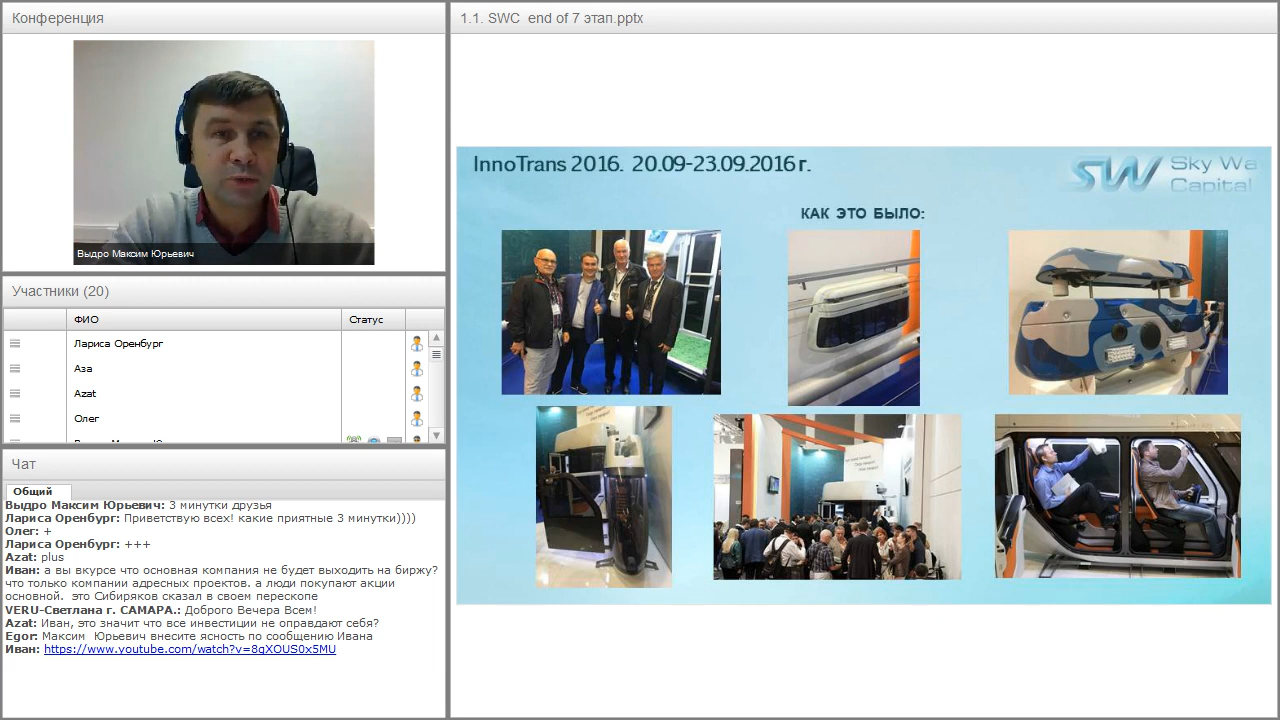 Конференция
Выдро Максим Юрьевич
Участники (20)
ФИО
Статус
Лариса Оренбург
Аза
Azat
Олег
Чат
Общий
Выдро Максим Юрьевич: 3 минутки друзья
Лариса Оренбург: Приветствую всех! какие приятные 3 минутки))))
Олег: +
Лариса Оренбург: +++
Azat: plus
Иван: а вы вкурсе что основная компания не будет выходить на биржу?
что только компании адресных проектов. а люди покупают акции
основной.  это Сибиряков сказал в своем перескопе
VERU-Светлана г. САМАРА.: Доброго Вечера Всем!
Azat: Иван, это значит что все инвестиции не оправдают себя?
Egor: Максим  Юрьевич внесите ясность по сообщению Ивана
Иван: https://www.youtube.com/watch?v=8gXOUS0x5MU
1.1. SWC  end of 7 этап.pptx
InnoTrans 2016.  20.09-23.09.2016 г.
SW Sky Wa
Capital
КАК ЭТО БЫЛО: